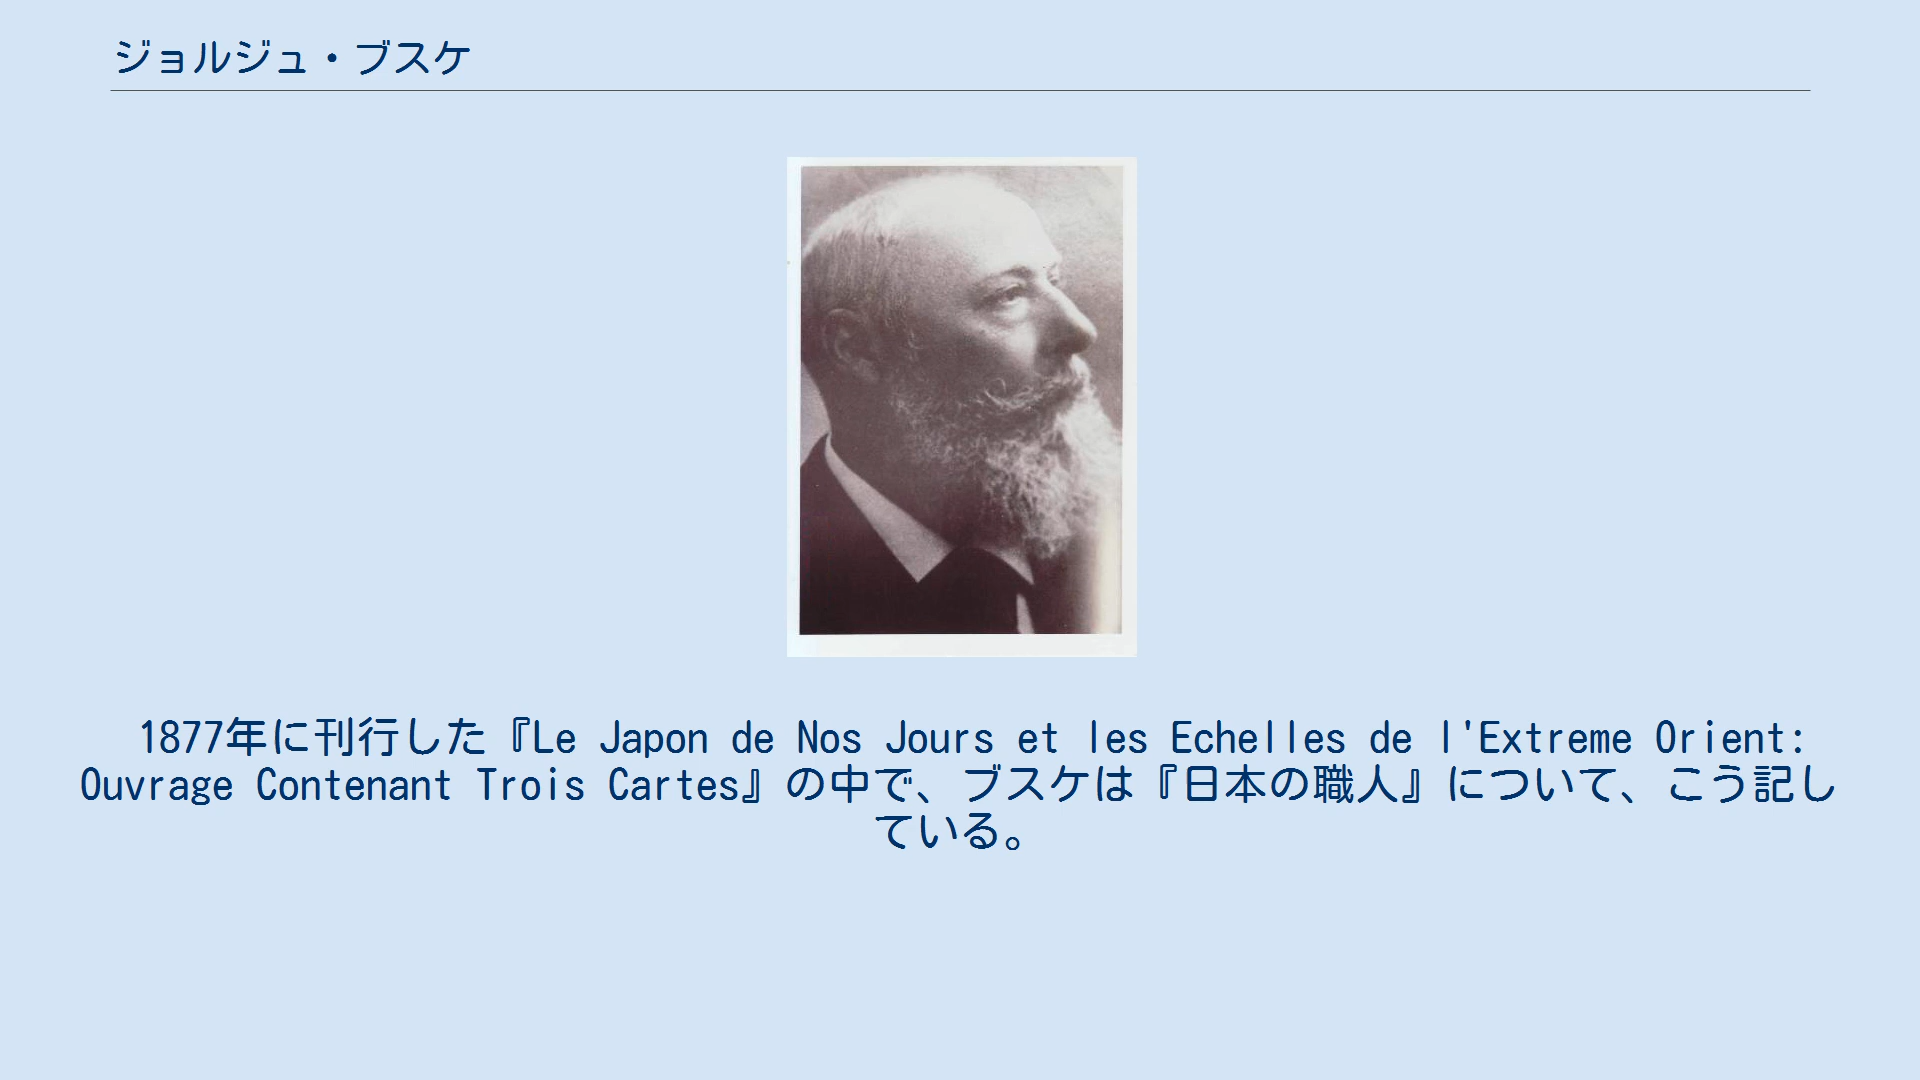 ジョルジュ・ブスケ
1877年に刊行した『Le Japon de Nos Jours et les Echelles de l'Extreme Orient:
Ouvrage Contenant Trois Cartes』の中で、ブスケは『日本の職人』について、こう記し
ている。